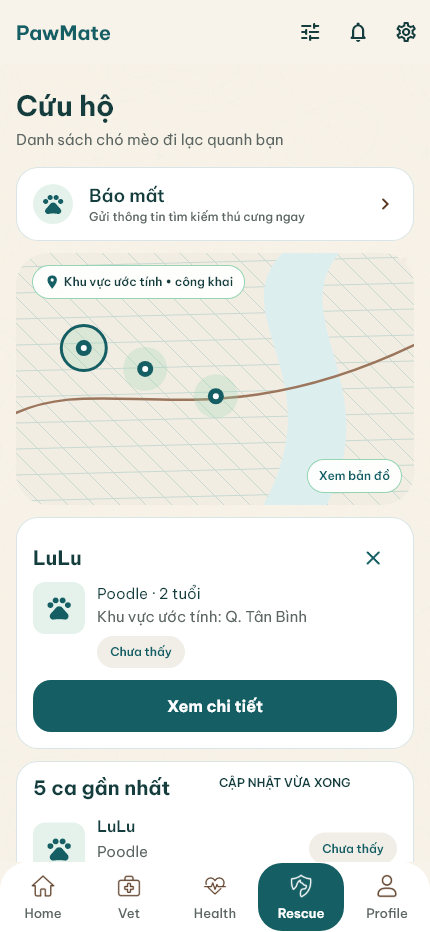 PawMate
Cứu hộ
Danh sách chó mèo đi lạc quanh bạn
Báo mất
Gửi thông tin tìm kiếm thú cưng ngay
Khu vực ước tính • công khai
Xem bản đồ
LuLu
Poodle · 2 tuổi
Khu vực ước tính: Q. Tân Bình
Chưa thấy
Xem chi tiết
5 ca gần nhất
CẬP NHẬT VỪA XONG
LuLu
Poodle
Chưa thấy
Home
Vet
Health
Rescue
Profile